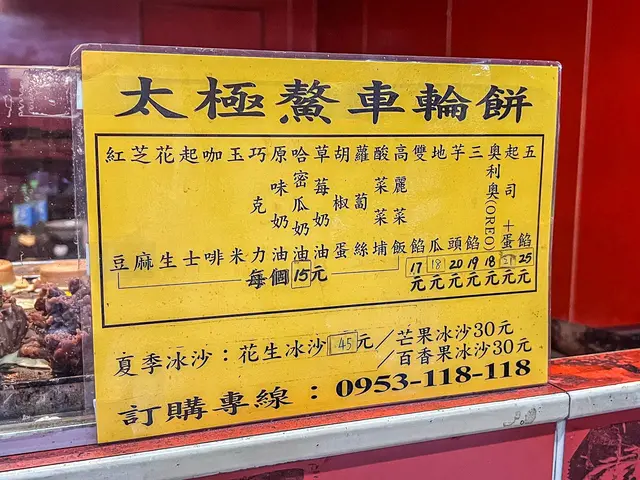 太極鰲車輪餅
紅豆
芝麻
花生
起士
咖啡
玉米
巧克力
原味奶油
哈密瓜奶油
草莓奶油
胡椒蛋
蘿蔔絲
酸菜埔
高麗菜飯
每個15元
雙餡17元
地瓜18元
芋頭20元
三餡19元
奧利奧(OREO)18元
起司+蛋 元
五餡25元
夏季冰沙：花生冰沙45元／芒果冰沙30元
／百香果冰沙30元
訂購專線：0953-118-118